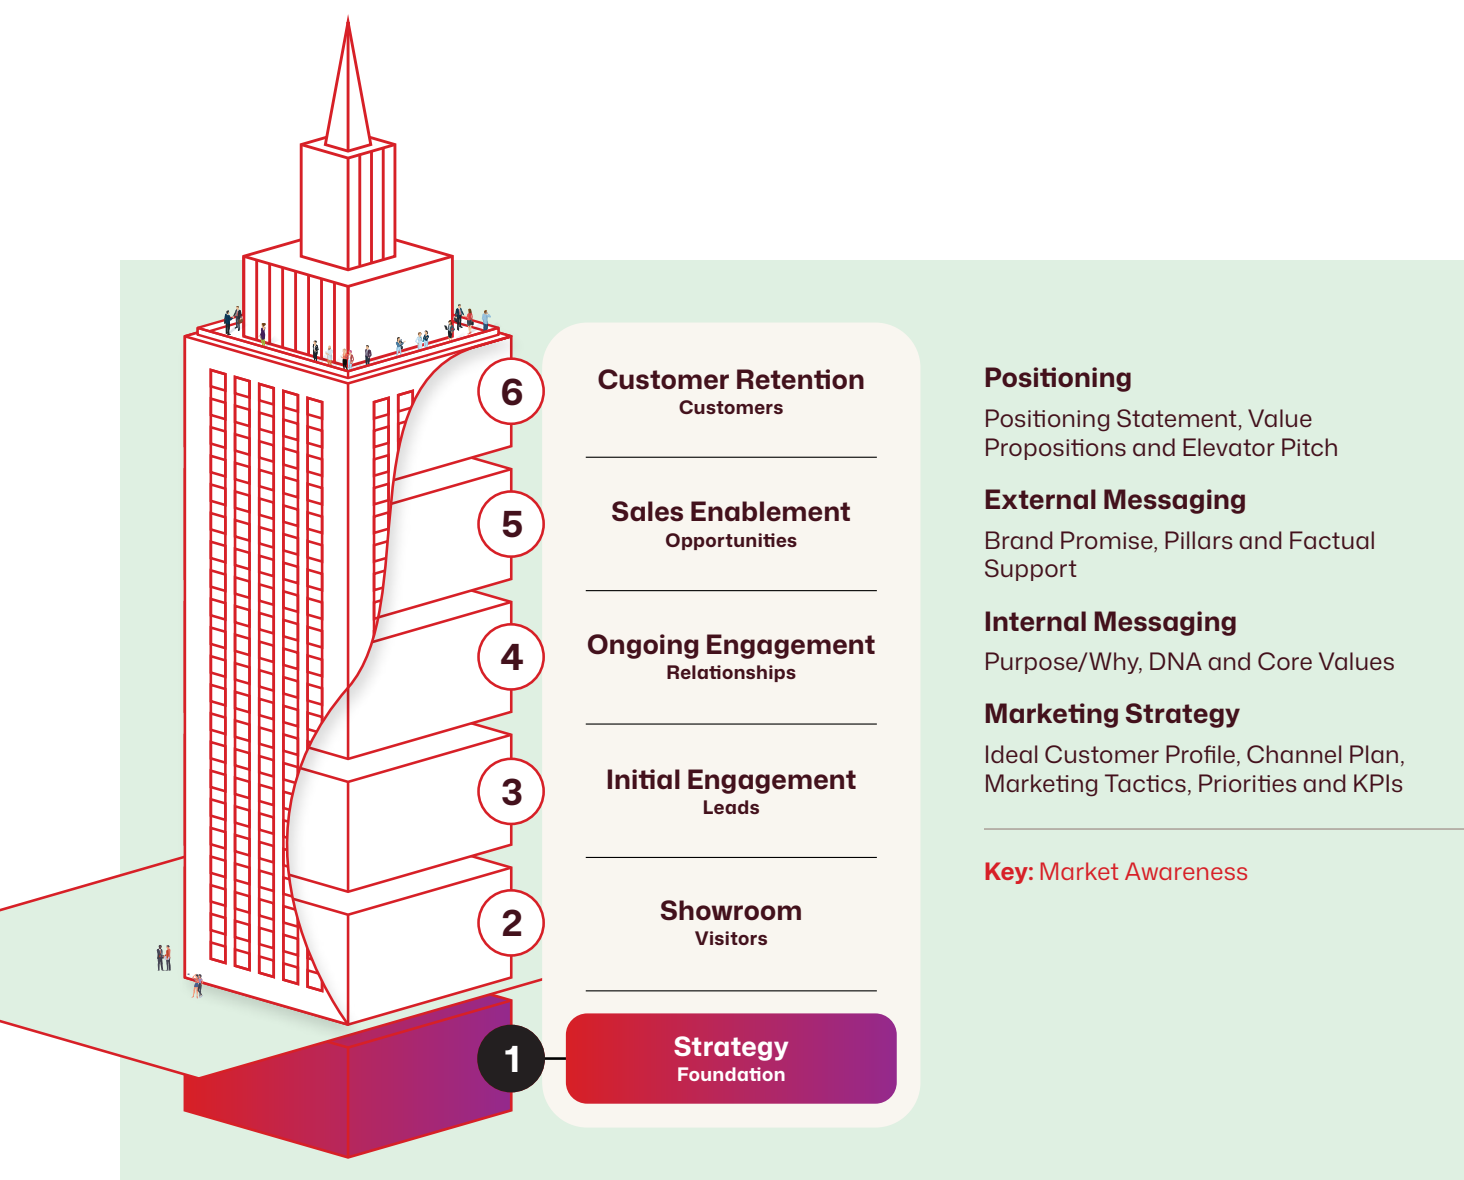 6
Customer Retention
Customers
5
Sales Enablement
Opportunities
4
Ongoing Engagement
Relationships
3
Initial Engagement
Leads
2
Showroom
Visitors
1
Strategy
Foundation
Positioning
Positioning Statement, Value
Propositions and Elevator Pitch
External Messaging
Brand Promise, Pillars and Factual
Support
Internal Messaging
Purpose/Why, DNA and Core Values
Marketing Strategy
Ideal Customer Profile, Channel Plan,
Marketing Tactics, Priorities and KPIs
Key: Market Awareness